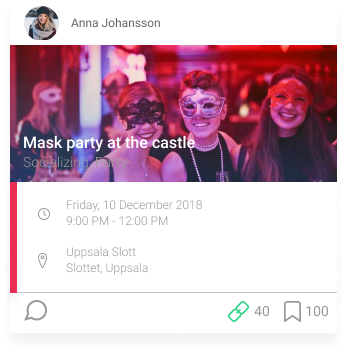 Anna Johansson
Mask party at the castle
Socializing, Party
Friday, 10 December 2018
9:00 PM - 12:00 PM
Uppsala Slott
Slottet, Uppsala
40
100